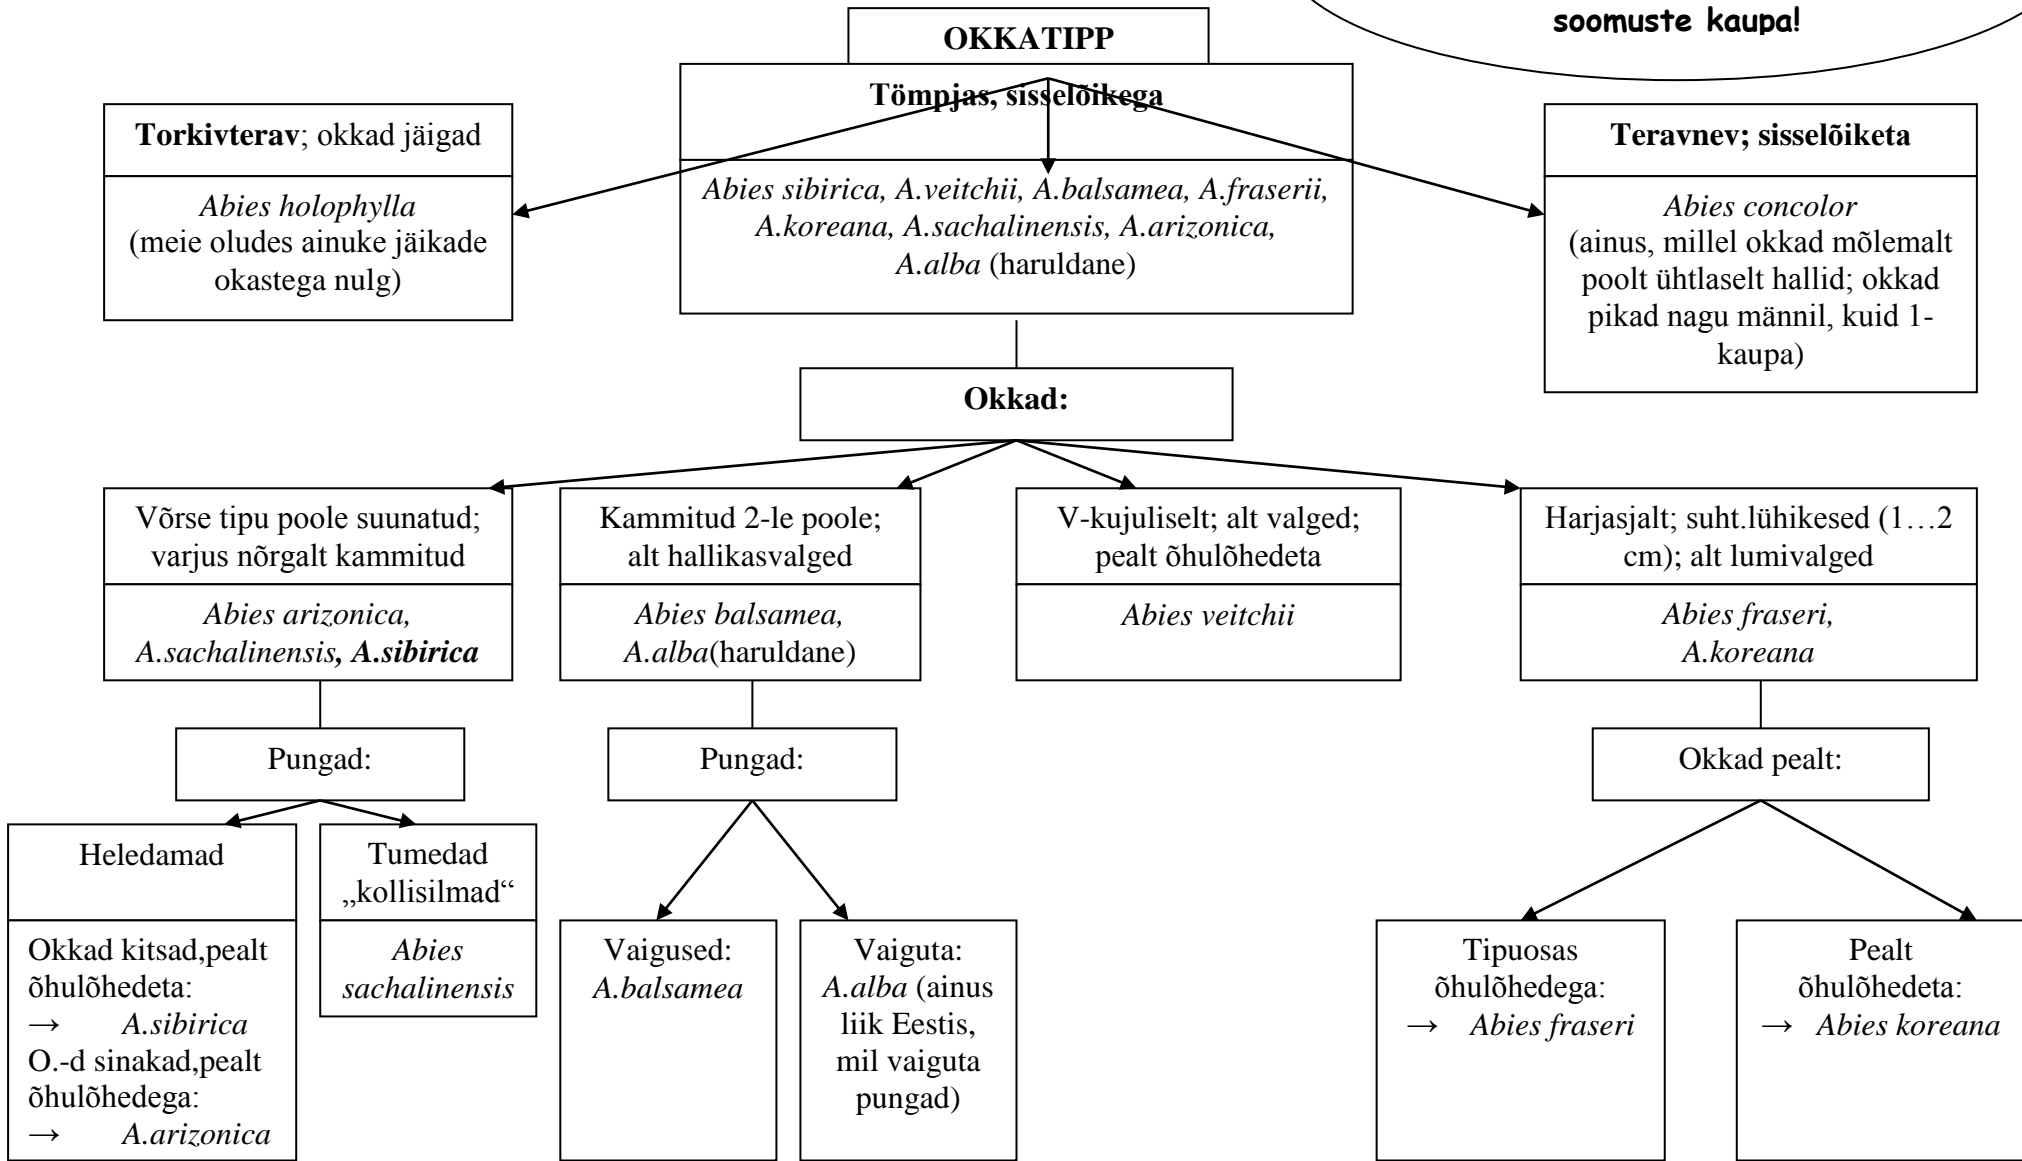 soomuste kaupa!
OKKATIPP
Tömpjas, sisselõikega
Abies sibirica, A.veitchii, A.balsamea, A.fraserii,
A.koreana, A.sachalinensis, A.arizonica,
A.alba (haruldane)
Torkivterav; okkad jäigad
Abies holophylla
(meie oludes ainuke jäikade
okastega nulg)
Teravnev; sisselõiketa
Abies concolor
(ainus, millel okkad mõlemalt
poolt ühtlaselt hallid; okkad
pikad nagu männil, kuid 1-
kaupa)
Okkad:
Võrse tipu poole suunatud;
varjus nõrgalt kammitud
Abies arizonica,
A.sachalinensis, A.sibirica
Kammitud 2-le poole;
alt hallikasvalged
Abies balsamea,
A.alba(haruldane)
V-kujuliselt; alt valged;
pealt õhulõhedeta
Abies veitchii
Harjasjalt; suht.lühikesed (1…2
cm); alt lumivalged
Abies fraseri,
A.koreana
Pungad:
Pungad:
Okkad pealt:
Heledamad
Okkad kitsad,pealt
õhulõhedeta:
→ A.sibirica
O.-d sinakad,pealt
õhulõhedega:
→ A.arizonica
Tumedad
„kollisilmad“
Abies
sachalinensis
Vaigused:
A.balsamea
Vaiguta:
A.alba (ainus
liik Eestis,
mil vaiguta
pungad)
Tipuosas
õhulõhedega:
→ Abies fraseri
Pealt
õhulõhedeta:
→ Abies koreana